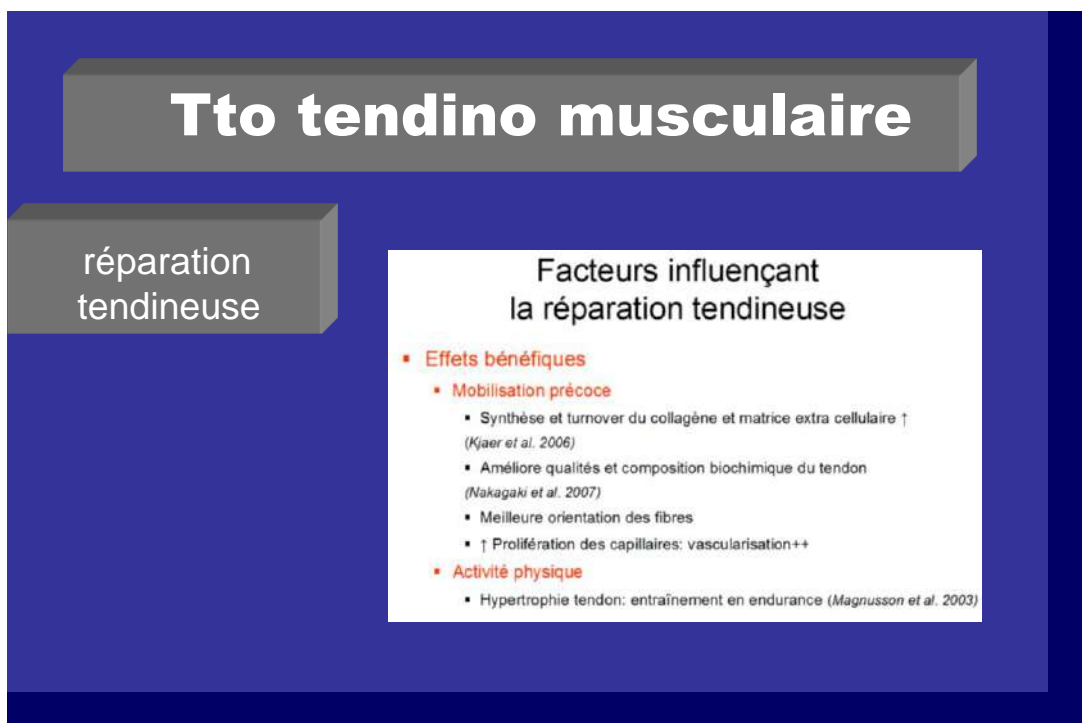 Tto tendino musculaire
réparation
tendineuse
Facteurs influençant
la réparation tendineuse
▪ Effets bénéfiques
▪ Mobilisation précoce
▪ Synthèse et turnover du collagène et matrice extra cellulaire ↑
(Kjaer et al. 2006)
▪ Améliore qualités et composition biochimique du tendon
(Nakagaki et al. 2007)
▪ Meilleure orientation des fibres
▪ ↑ Prolifération des capillaires: vascularisation++
▪ Activité physique
▪ Hypertrophie tendon: entraînement en endurance (Magnusson et al. 2003)